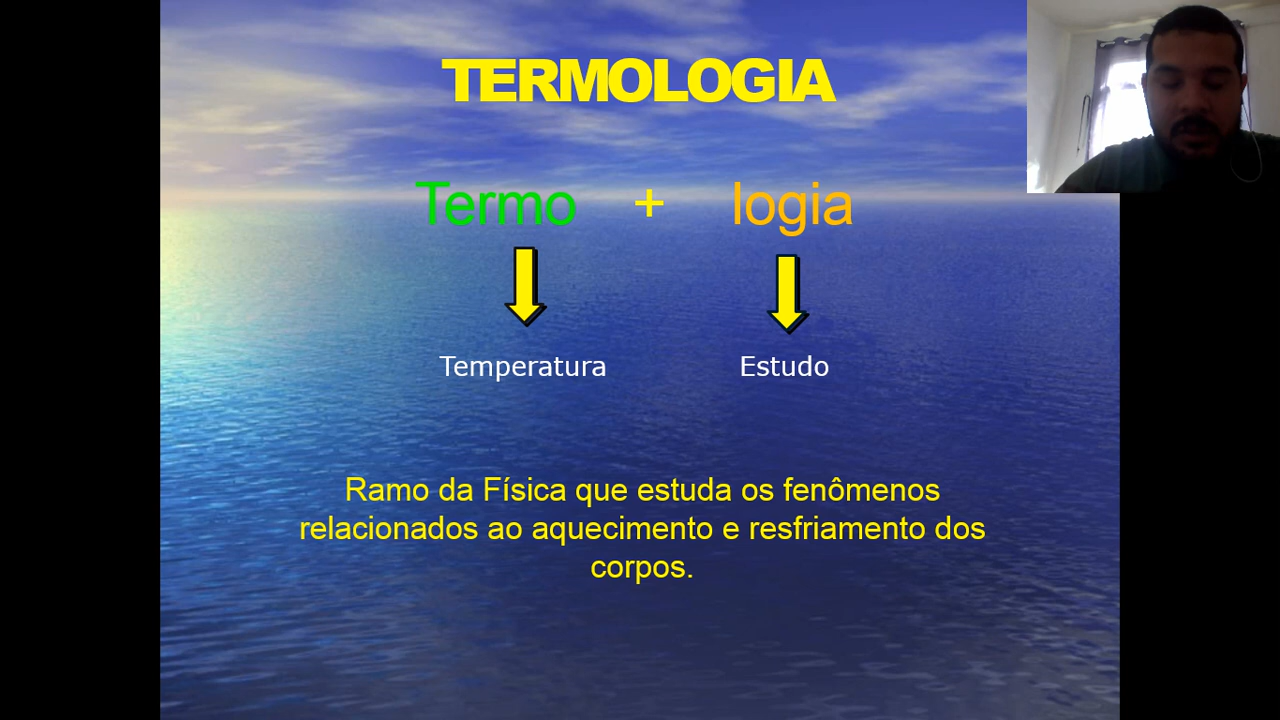 TERMOLOGIA
Termo + logia
Temperatura Estudo
Ramo da Física que estuda os fenômenos
relacionados ao aquecimento e resfriamento dos
corpos.